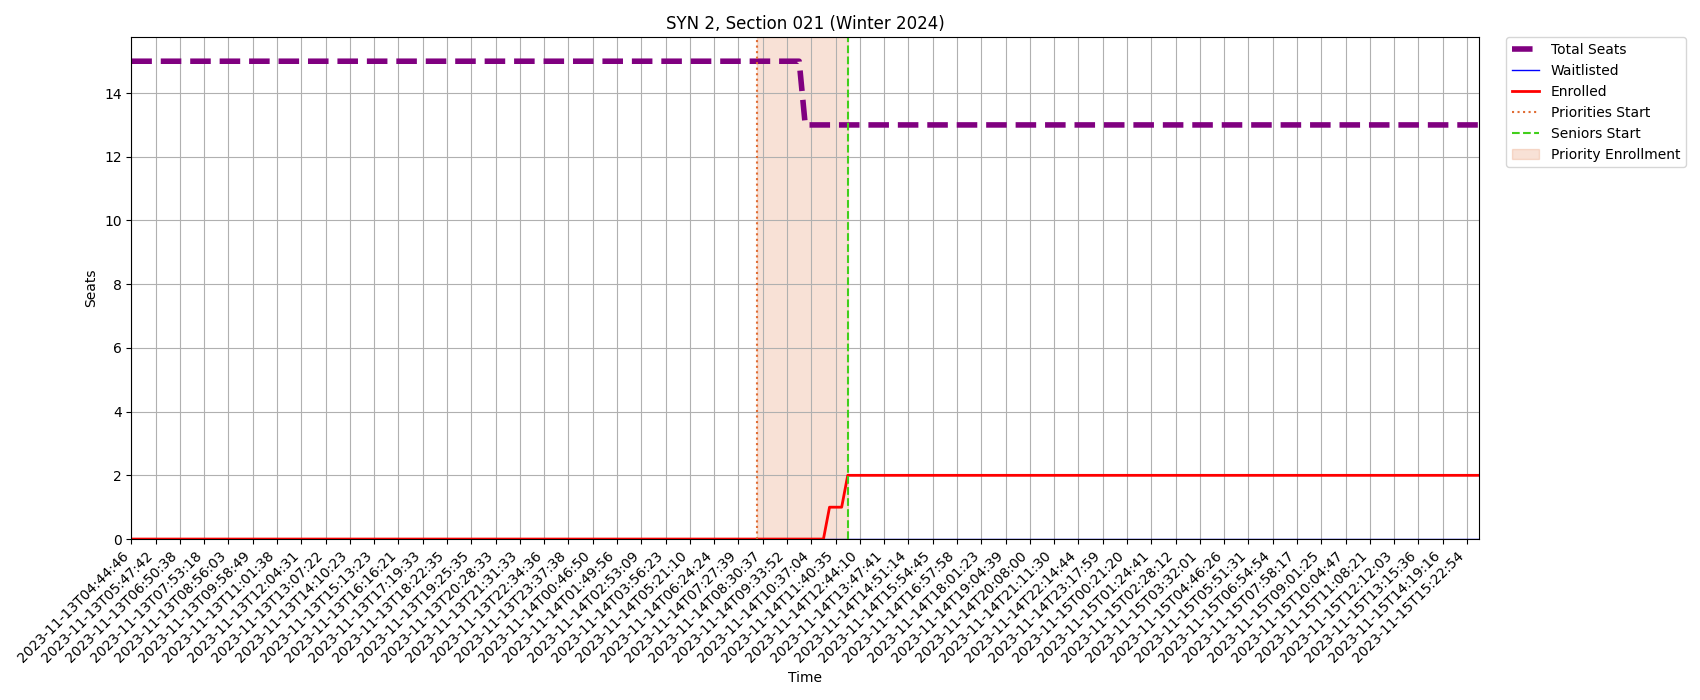 SYN 2, Section 021 (Winter 2024)
Total Seats
Waitlisted
Enrolled
Priorities Start
Seniors Start
Priority Enrollment
Seats
14
12
10
8
6
4
2
0
2023-11-13T04:44:46
2023-11-13T05:47:42
2023-11-13T06:50:38
2023-11-13T07:53:18
2023-11-13T08:56:03
2023-11-13T09:58:49
2023-11-13T11:01:38
2023-11-13T12:04:31
2023-11-13T13:07:22
2023-11-13T14:10:23
2023-11-13T15:13:23
2023-11-13T16:16:21
2023-11-13T17:19:33
2023-11-13T18:22:35
2023-11-13T19:25:35
2023-11-13T20:28:33
2023-11-13T21:31:33
2023-11-13T22:34:36
2023-11-13T23:37:38
2023-11-14T00:46:50
2023-11-14T01:49:56
2023-11-14T02:53:09
2023-11-14T03:56:23
2023-11-14T05:21:10
2023-11-14T06:24:24
2023-11-14T07:27:39
2023-11-14T08:30:37
2023-11-14T09:33:52
2023-11-14T10:37:04
2023-11-14T11:40:35
2023-11-14T12:44:10
2023-11-14T13:47:41
2023-11-14T14:51:14
2023-11-14T15:54:45
2023-11-14T16:57:58
2023-11-14T18:01:23
2023-11-14T19:04:39
2023-11-14T20:08:00
2023-11-14T21:11:30
2023-11-14T22:14:44
2023-11-14T23:17:59
2023-11-15T00:21:20
2023-11-15T01:24:41
2023-11-15T02:28:12
2023-11-15T03:32:01
2023-11-15T04:46:26
2023-11-15T05:51:31
2023-11-15T06:54:54
2023-11-15T07:58:17
2023-11-15T09:01:25
2023-11-15T10:04:47
2023-11-15T11:08:21
2023-11-15T12:12:03
2023-11-15T13:15:36
2023-11-15T14:19:16
2023-11-15T15:22:54
Time